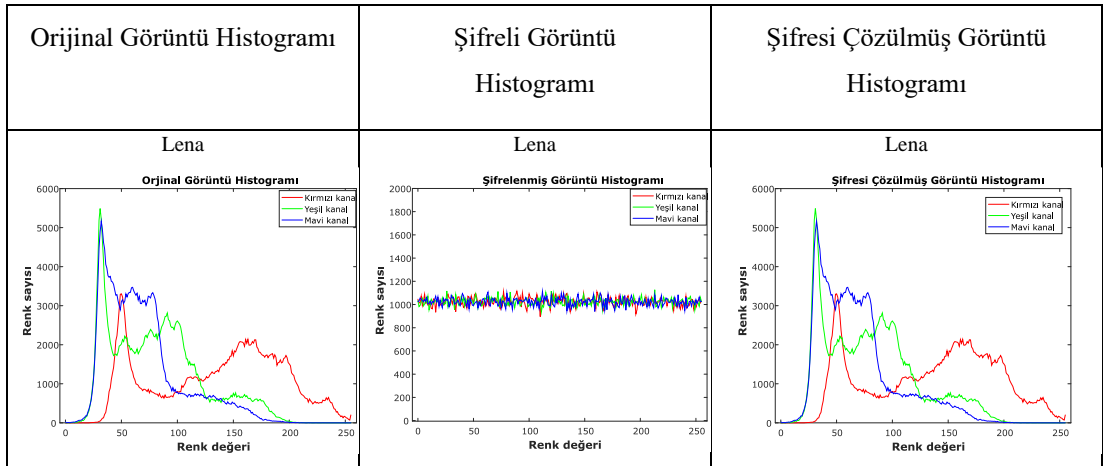 Orijinal Görüntü Histogramı
Şifreli Görüntü
Histogramı
Şifresi Çözülmüş Görüntü
Histogramı
Lena
Orjinal Görüntü Histogramı
Kırmızı kanal
Yeşil kanal
Mavi kanal
Renk sayısı
6000
5000
4000
3000
2000
1000
0
0 50 100 150 200 250
Renk değeri
Lena
Şifrelenmiş Görüntü Histogramı
Kırmızı kanal
Yeşil kanal
Mavi kanal
Renk sayısı
2000
1800
1600
1400
1200
1000
800
600
400
200
0
0 50 100 150 200 250
Renk değeri
Lena
Şifresi Çözülmüş Görüntü Histogramı
Kırmızı kanal
Yeşil kanal
Mavi kanal
Renk sayısı
6000
5000
4000
3000
2000
1000
0
0 50 100 150 200 250
Renk değeri